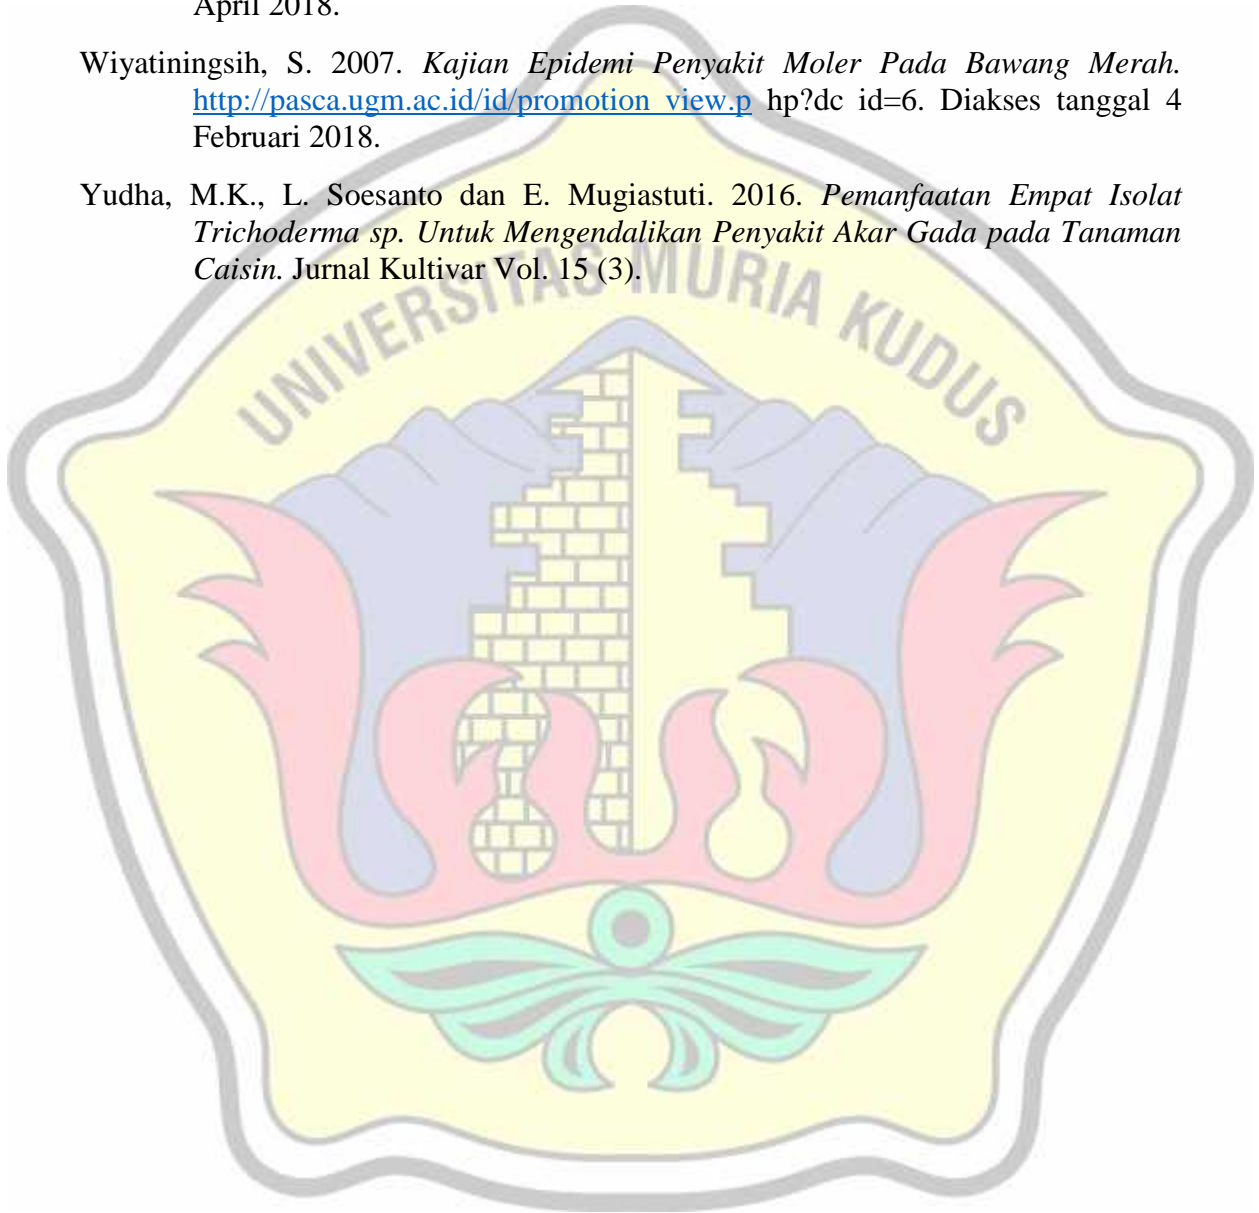 April 2018.
Wiyatiningsih, S. 2007. Kajian Epidemi Penyakit Moler Pada Bawang Merah.
http://pasca.ugm.ac.id/id/promotion_view.p hp?dc id=6. Diakses tanggal 4
Februari 2018.
Yudha, M.K., L. Soesanto dan E. Mugiastuti. 2016. Pemanfaatan Empat Isolat
Trichoderma sp. Untuk Mengendalikan Penyakit Akar Gada pada Tanaman
Caisin. Jurnal Kultivar Vol. 15 (3).
UNIVERSITAS MURIA KUDUS